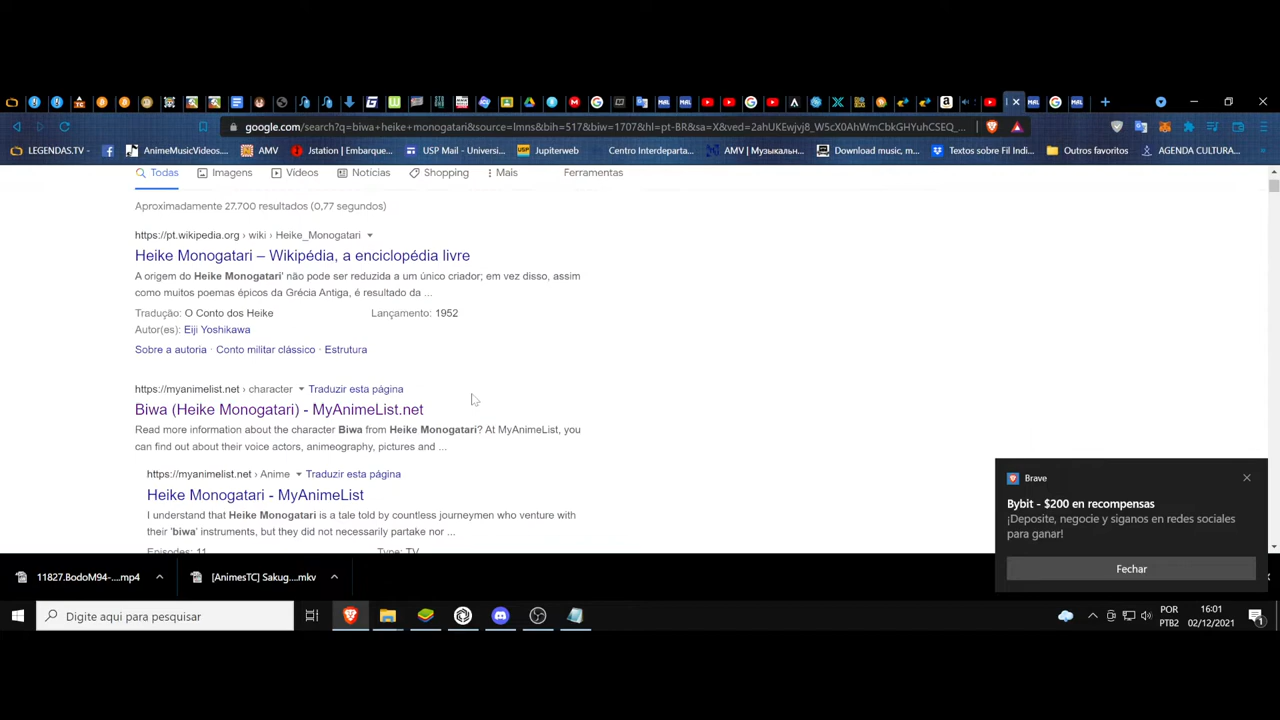 google.com/search?q=biwa+heike+monogatari&source=lmns&bih=517&biw=1707&hl=pt-BR&sa=X&ved=2ahUKEwjvj8_W5cX0AhWmCbkGHYuhCSEQ_...
LEGENDAS.TV - AnimeMusicVideos.... AMV Jstation | Embarque... USP Mail - Universi... Jupiterweb Centro Interdeparta... AMV | Музыкальн... Download music, m... Textos sobre Fil Indi... Outros favoritos AGENDA CULTURA...
Todas Imagens Vídeos Notícias Shopping Mais Ferramentas
Aproximadamente 27.700 resultados (0,77 segundos)
https://pt.wikipedia.org › wiki › Heike_Monogatari
Heike Monogatari – Wikipédia, a enciclopédia livre
A origem do Heike Monogatari' não pode ser reduzida a um único criador; em vez disso, assim
como muitos poemas épicos da Grécia Antiga, é resultado da ...
Tradução: O Conto dos Heike Lançamento: 1952
Autor(es): Eiji Yoshikawa
Sobre a autoria · Conto militar clássico · Estrutura
https://myanimelist.net › character Traduzir esta página
Biwa (Heike Monogatari) - MyAnimeList.net
Read more information about the character Biwa from Heike Monogatari? At MyAnimeList, you
can find out about their voice actors, animeography, pictures and ...
https://myanimelist.net › Anime Traduzir esta página
Heike Monogatari - MyAnimeList
I understand that Heike Monogatari is a tale told by countless journeymen who venture with
their 'biwa' instruments, but they did not necessarily partake nor ...
Episodes: 11 Type: TV
Brave
Bybit - $200 en recompensas
¡Deposite, negocie y siganos en redes sociales
para ganar!
Fechar
11827.BodoM94-....mp4 [AnimesTC] Sakug....mkv
Digite aqui para pesquisar
POR
PTB2
16:01
02/12/2021